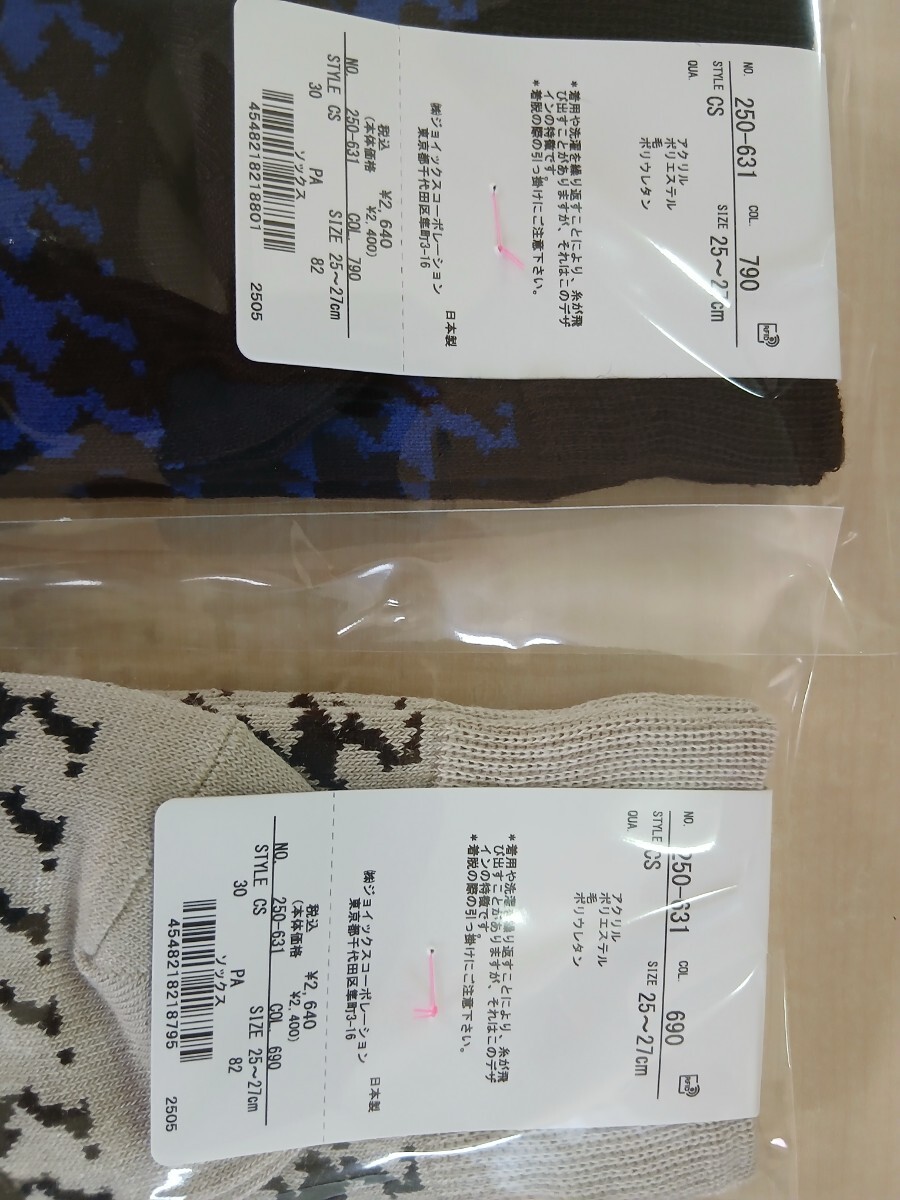 NO. 250-631 COL. 790
STYLE CS SIZE 25~27cm
QUA.
アクリル
ポリエステル
毛
ポリウレタン
*着用や洗濯を繰り返すことにより、糸が飛
び出すことがありますが、それはこのデザ
インの特徴です。
*着脱の際の引っ掛けにご注意下さい。
日本製
㈱ジョイックスコーポレーション
東京都千代田区隼町3-16
税込 ¥2,640
(本体価格 ¥2,400)
NO. 250-631 COL. 790
STYLE CS SIZE 25~27cm
30 PA 82
ソックス
4548218218801 2505
NO. 250-631 COL. 690
STYLE CS SIZE 25~27cm
QUA.
アクリル
ポリエステル
毛
ポリウレタン
*着用や洗濯を繰り返すことにより、糸が飛
び出すことがありますが、それはこのデザ
インの特徴です。
*着脱の際の引っ掛けにご注意下さい。
日本製
㈱ジョイックスコーポレーション
東京都千代田区隼町3-16
税込 ¥2,640
(本体価格 ¥2,400)
NO. 250-631 COL. 690
STYLE CS SIZE 25~27cm
30 PA 82
ソックス
4548218218795 2505